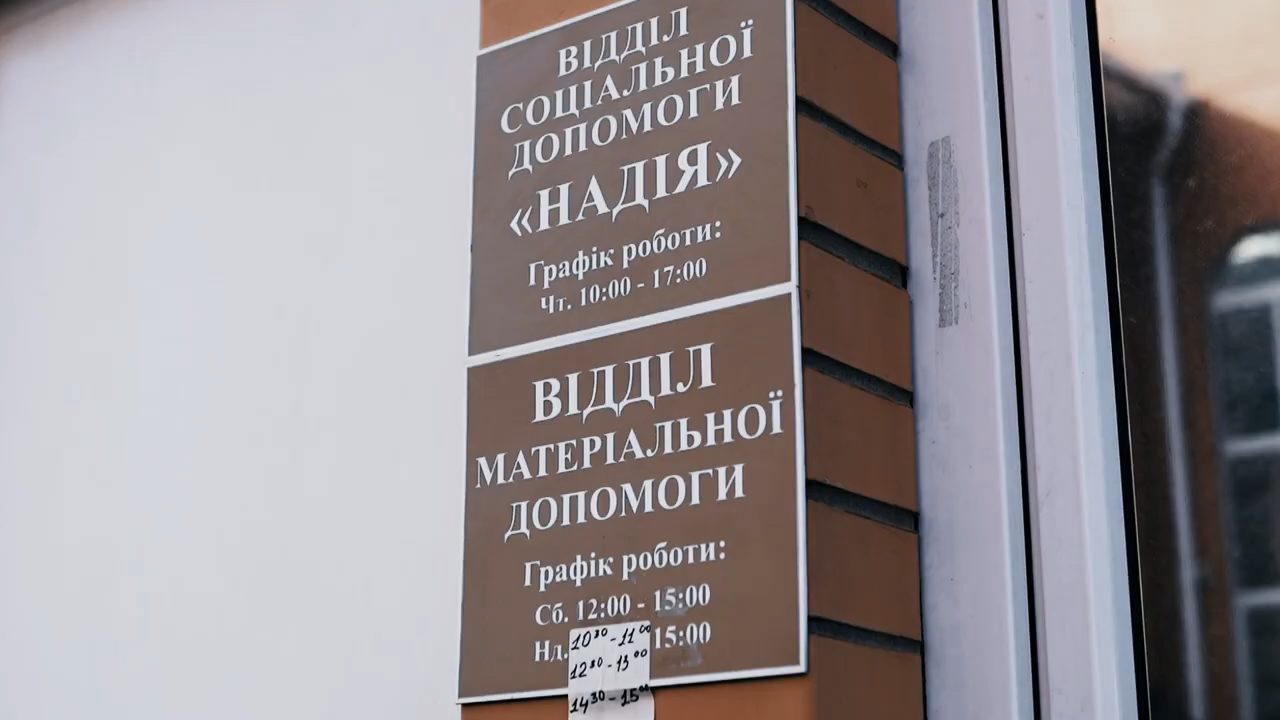 ВІДДІЛ
СОЦІАЛЬНОЇ
ДОПОМОГИ
«НАДІЯ»
Графік роботи:
Чт. 10:00 - 17:00
ВІДДІЛ
МАТЕРІАЛЬНОЇ
ДОПОМОГИ
Графік роботи:
Сб. 12:00 - 15:00
Нд. 15:00
10³⁰ - 11⁰⁰
12³⁰ - 13⁰⁰
14³⁰ - 15⁰⁰